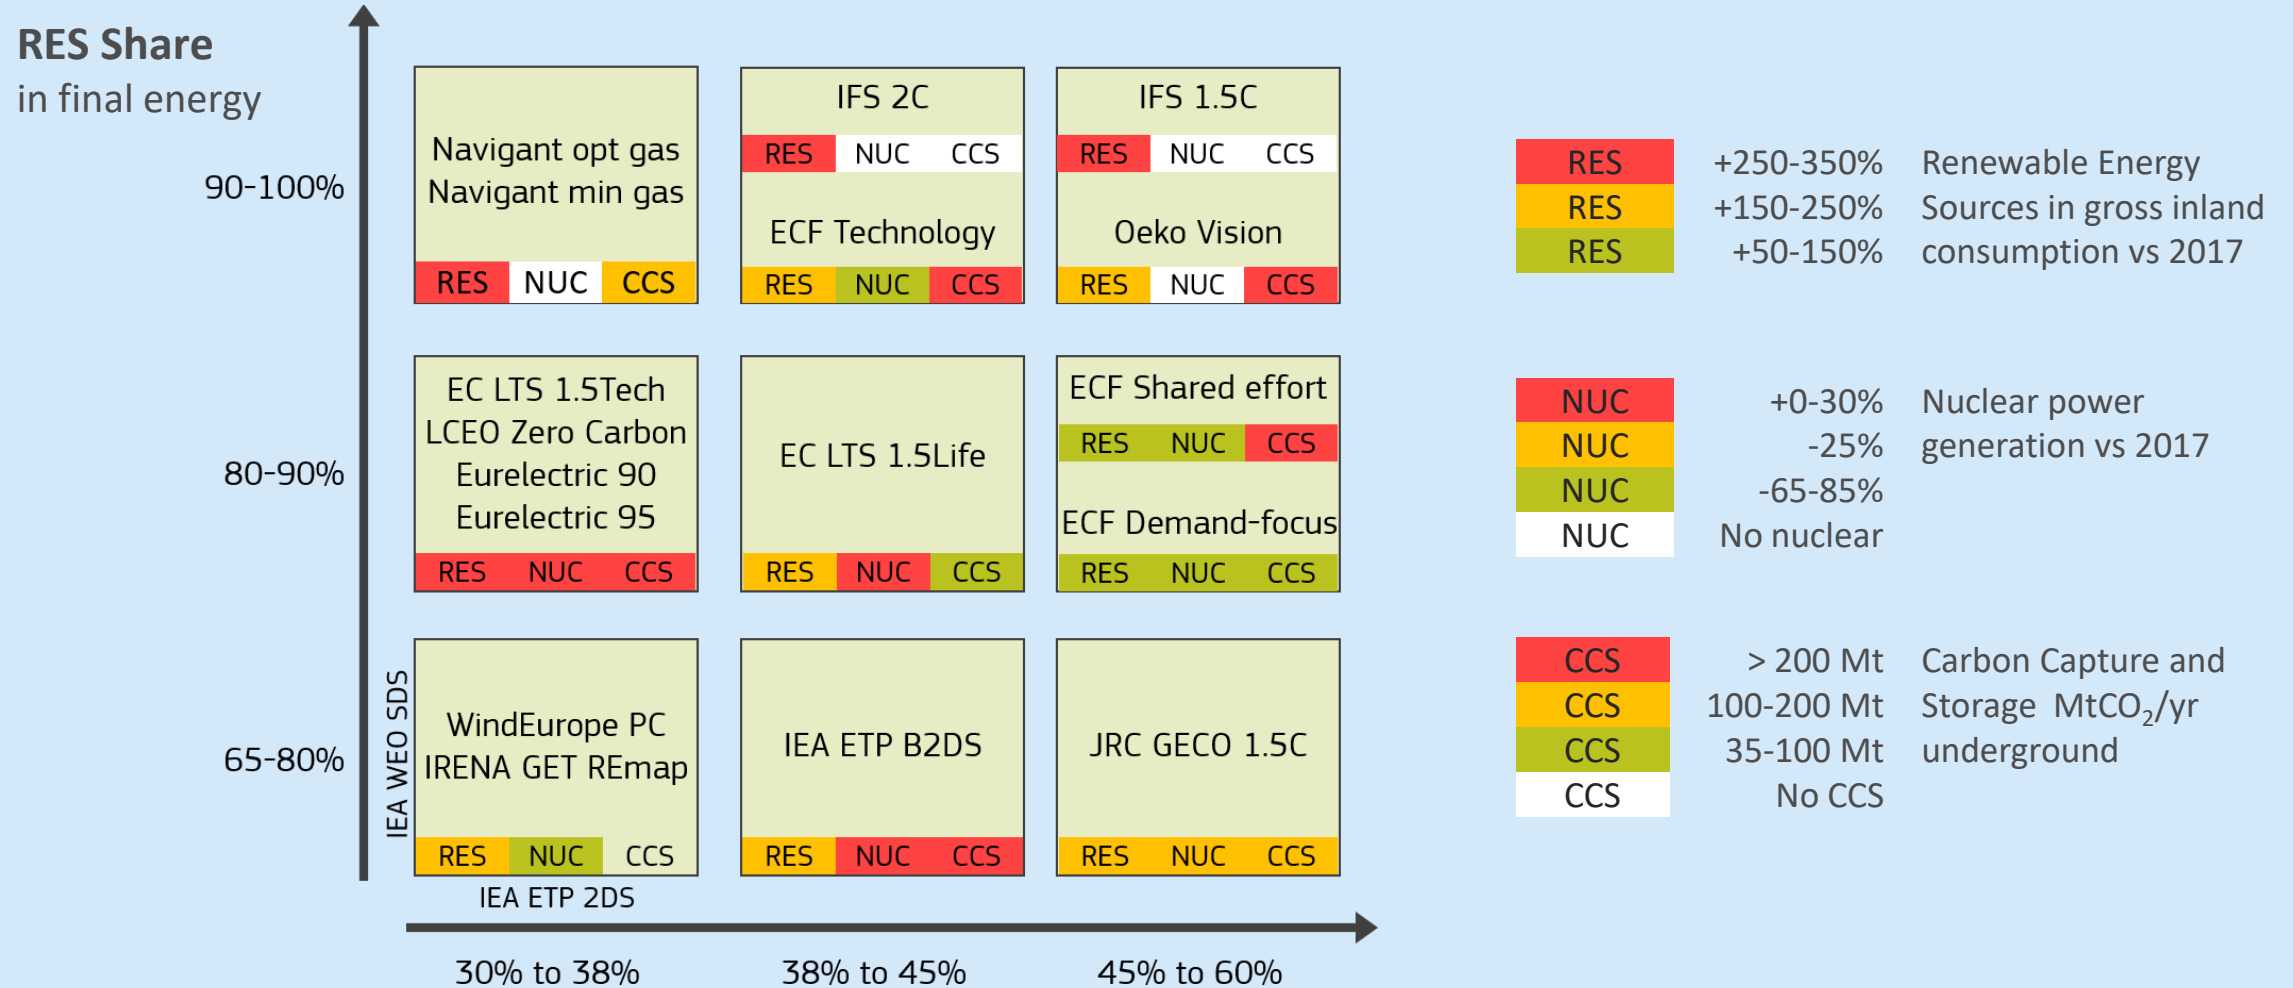 RES Share
in final energy
90-100%
Navigant opt gas
Navigant min gas
RES NUC CCS
IFS 2C
RES NUC CCS
ECF Technology
RES NUC CCS
IFS 1.5C
RES NUC CCS
Oeko Vision
RES NUC CCS
80-90%
EC LTS 1.5Tech
LCEO Zero Carbon
Eurelectric 90
Eurelectric 95
RES NUC CCS
EC LTS 1.5Life
RES NUC CCS
ECF Shared effort
RES NUC CCS
ECF Demand-focus
RES NUC CCS
65-80%
IEA WEO SDS
WindEurope PC
IRENA GET REmap
RES NUC CCS
IEA ETP B2DS
RES NUC CCS
JRC GECO 1.5C
RES NUC CCS
IEA ETP 2DS
30% to 38%
38% to 45%
45% to 60%
RES +250-350% Renewable Energy
RES +150-250% Sources in gross inland
RES +50-150% consumption vs 2017
NUC +0-30% Nuclear power
NUC -25% generation vs 2017
NUC -65-85%
NUC No nuclear
CCS > 200 Mt Carbon Capture and
CCS 100-200 Mt Storage MtCO₂/yr
CCS 35-100 Mt underground
CCS No CCS